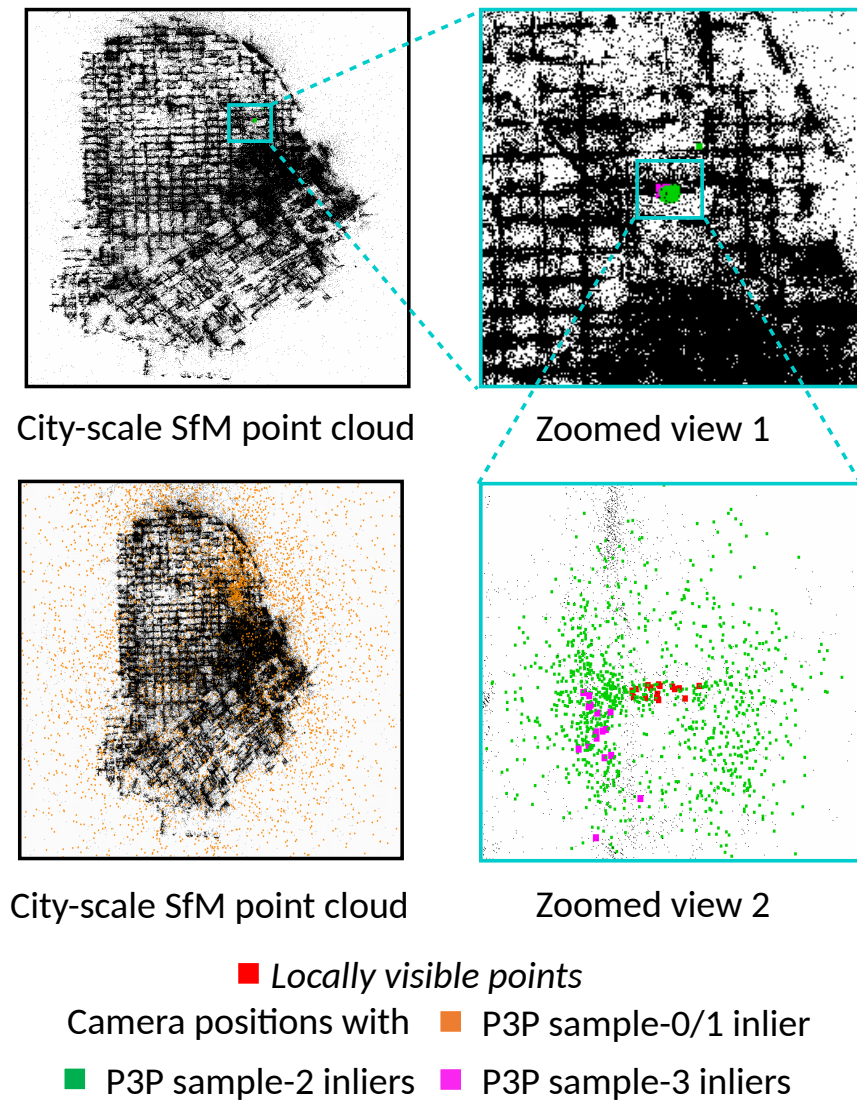 City-scale SfM point cloud
Zoomed view 1
City-scale SfM point cloud
Zoomed view 2
Locally visible points
Camera positions with
P3P sample-0/1 inlier
P3P sample-2 inliers
P3P sample-3 inliers